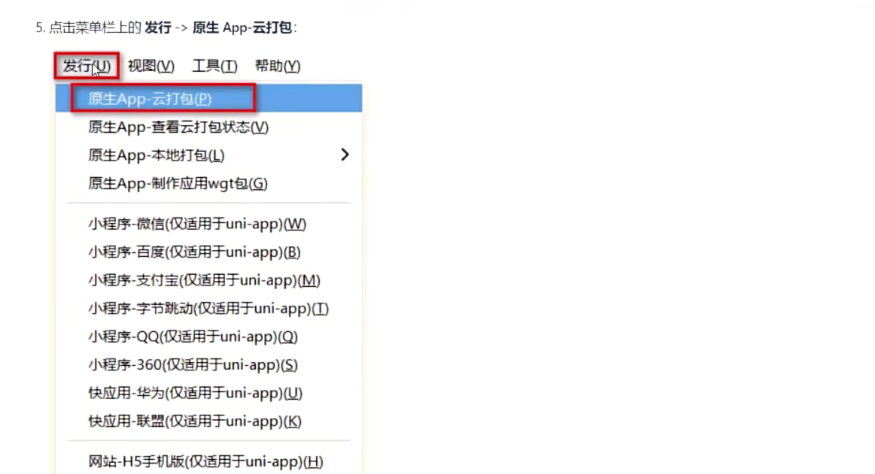 5. 点击菜单栏上的 发行 -> 原生 App-云打包:
发行(U) 视图(V) 工具(T) 帮助(Y)
原生App-云打包(P)
原生App-查看云打包状态(V)
原生App-本地打包(L)
原生App-制作应用wgt包(G)
小程序-微信(仅适用于uni-app)(W)
小程序-百度(仅适用于uni-app)(B)
小程序-支付宝(仅适用于uni-app)(M)
小程序-字节跳动(仅适用于uni-app)(T)
小程序-QQ(仅适用于uni-app)(Q)
小程序-360(仅适用于uni-app)(S)
快应用-华为(仅适用于uni-app)(U)
快应用-联盟(仅适用于uni-app)(K)
网站-H5手机版(仅适用于uni-app)(H)